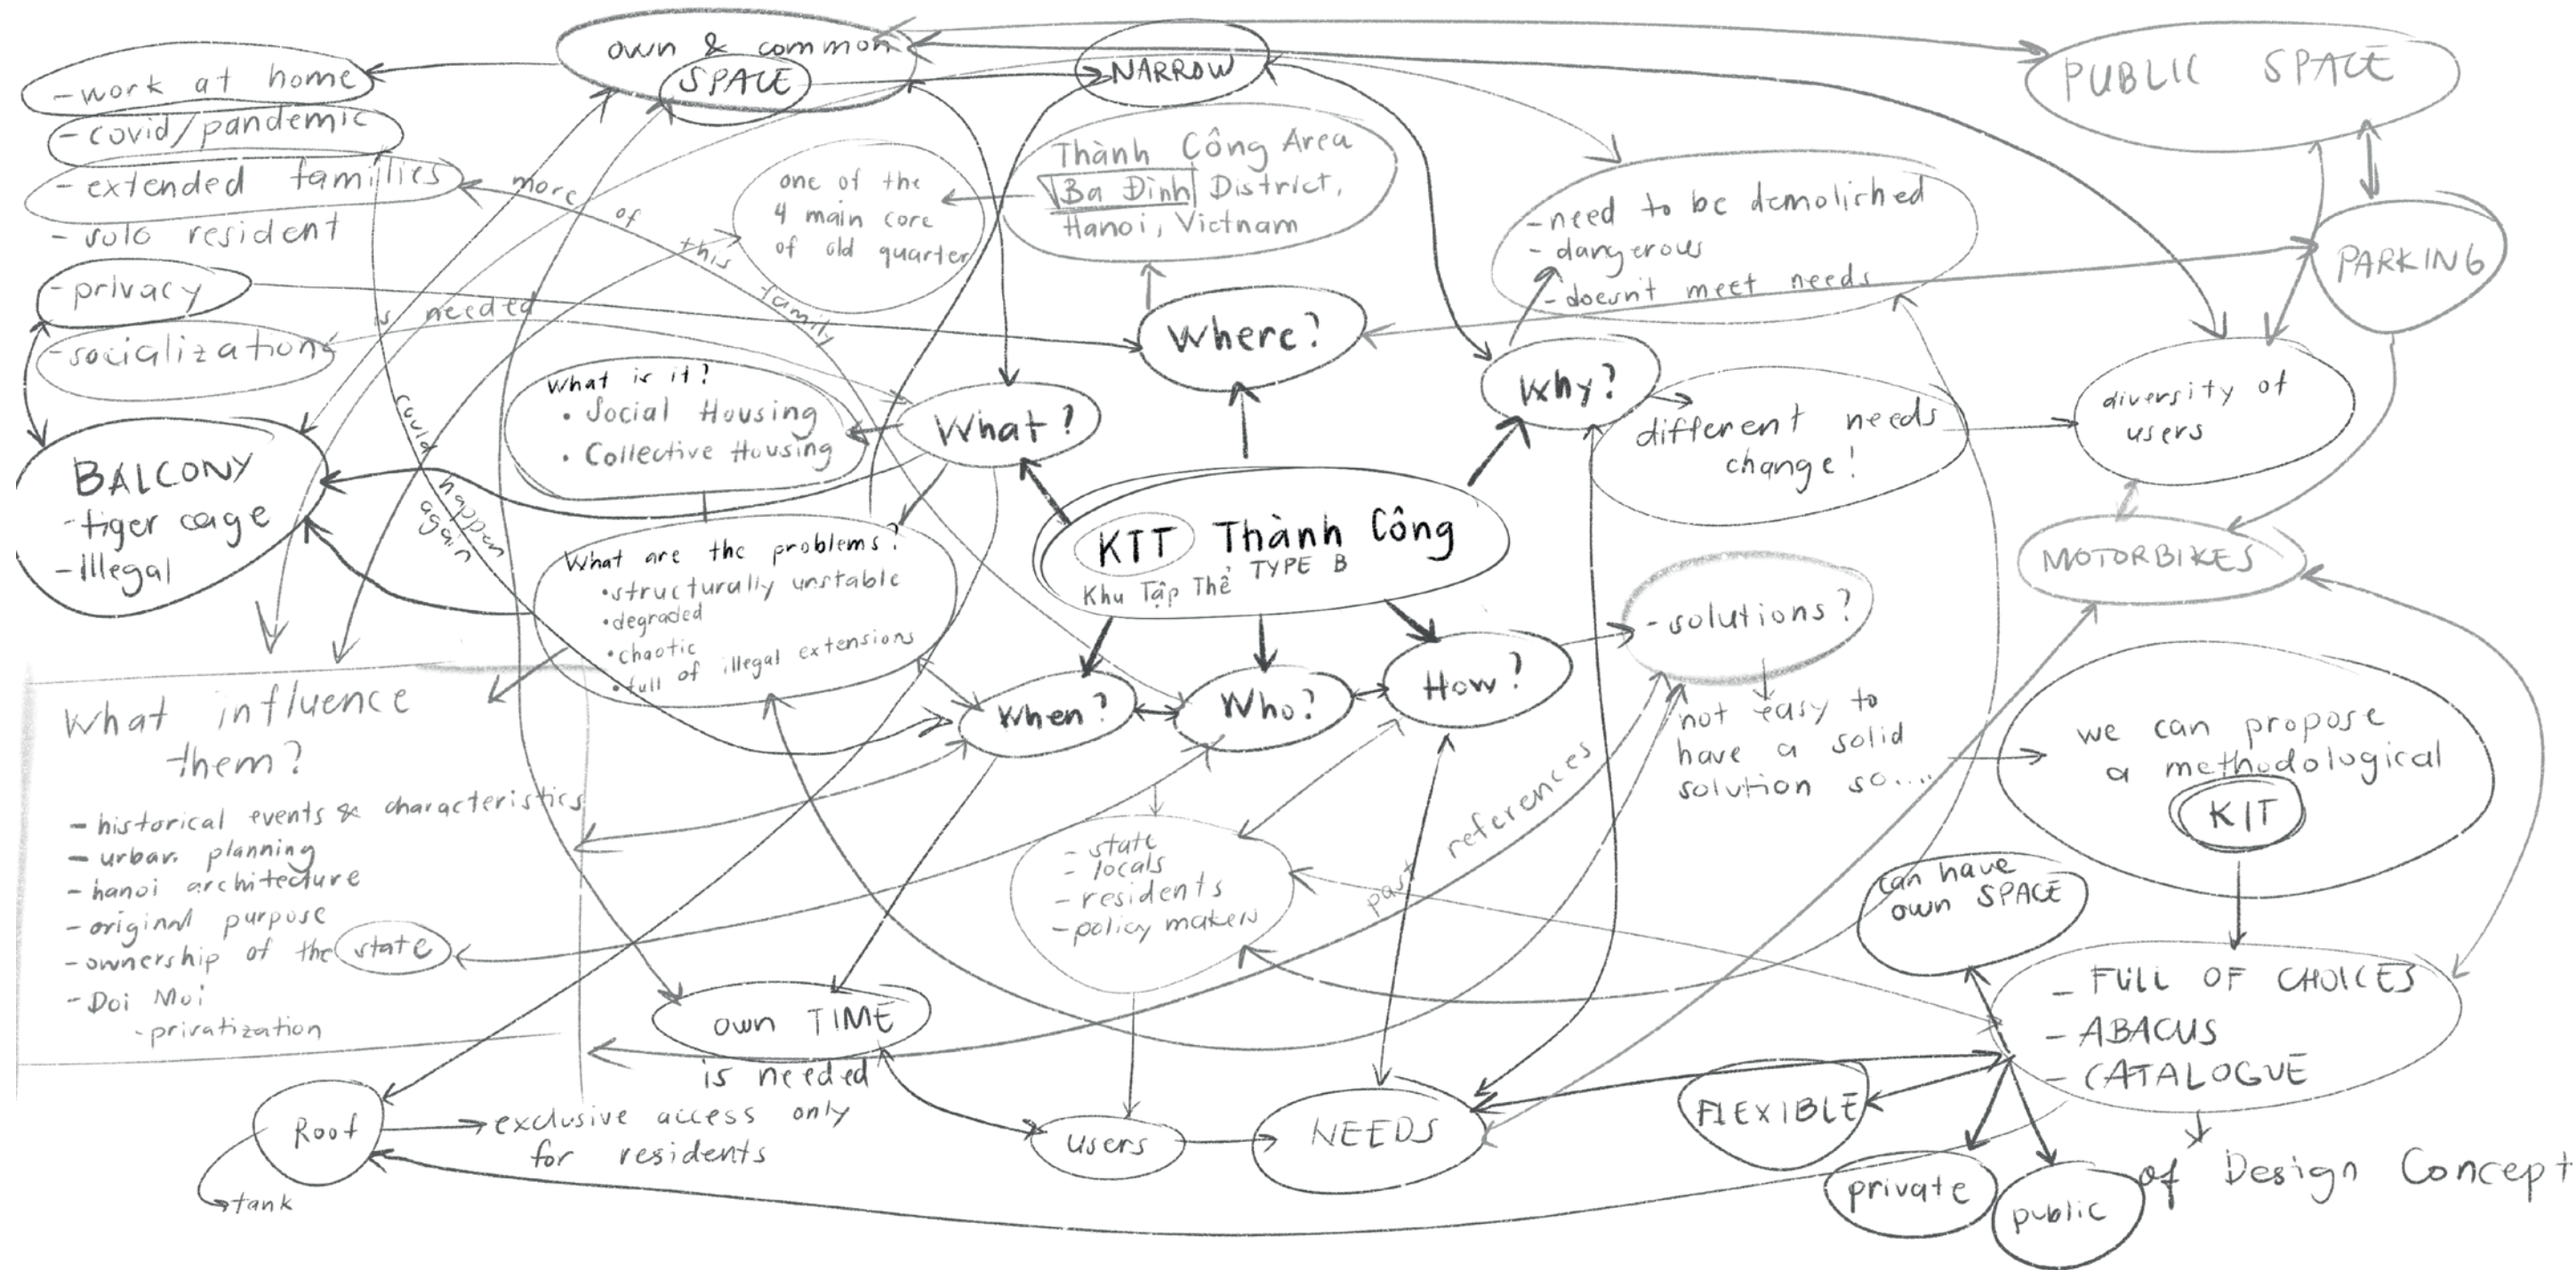 own & common
SPACE
NARROW
PUBLIC SPACE
- work at home
- covid/pandemic
- extended families
- solo resident
- privacy
- socialization
more of this family
is needed
could happen again
one of the
4 main core
of old quarter
Thành Công Area
Ba Đình District,
Hanoi, Vietnam
- need to be demolished
- dangerous
- doesn't meet needs
PARKING
Where?
Why?
What?
What is it?
• Social Housing
• Collective Housing
different needs
change!
diversity of
users
BALCONY
- tiger cage
- illegal
What are the problems?
• structurally unstable
• degraded
• chaotic
• full of illegal extensions
KTT Thành Công
Khu Tập Thể TYPE B
MOTORBIKES
- solutions?
When?
Who?
How?
not easy to
have a solid
solution so....
we can propose
a methodological
KIT
What influence
them?
- historical events & characteristics
- urban planning
- hanoi architecture
- original purpose
- ownership of the state
- Doi Moi
- privatization
- state
- locals
- residents
- policy makers
past references
can have
own SPACE
- FULL OF CHOICES
- ABACUS
- CATALOGUE
own TIME
is needed
Roof
exclusive access only
for residents
tank
users
NEEDS
FLEXIBLE
private
public
of Design Concept